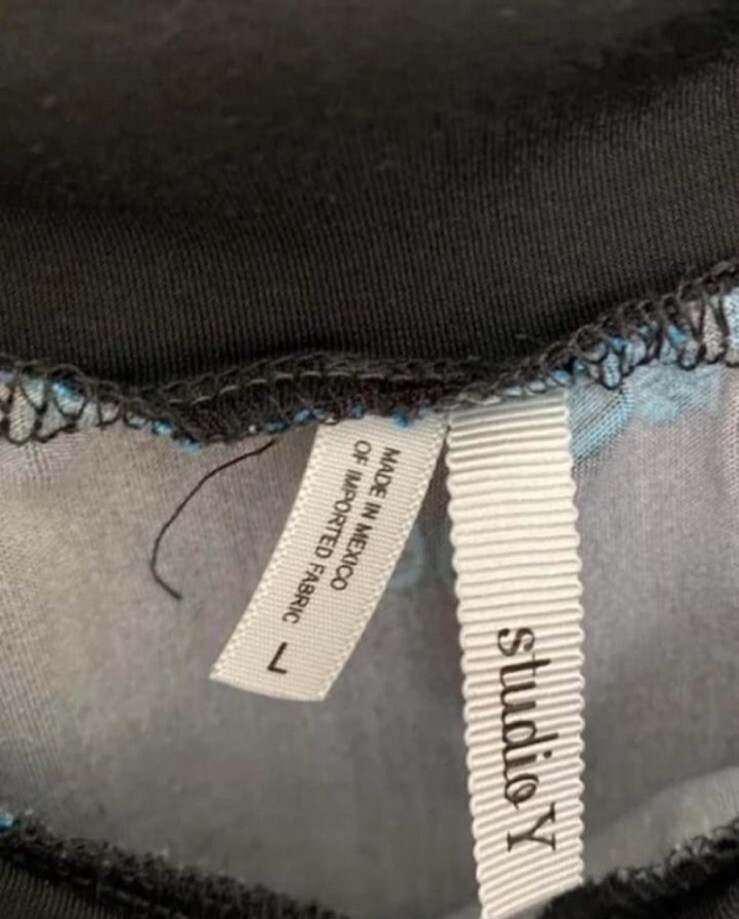 MADE IN MEXICO
OF IMPORTED FABRIC
L
studio Y